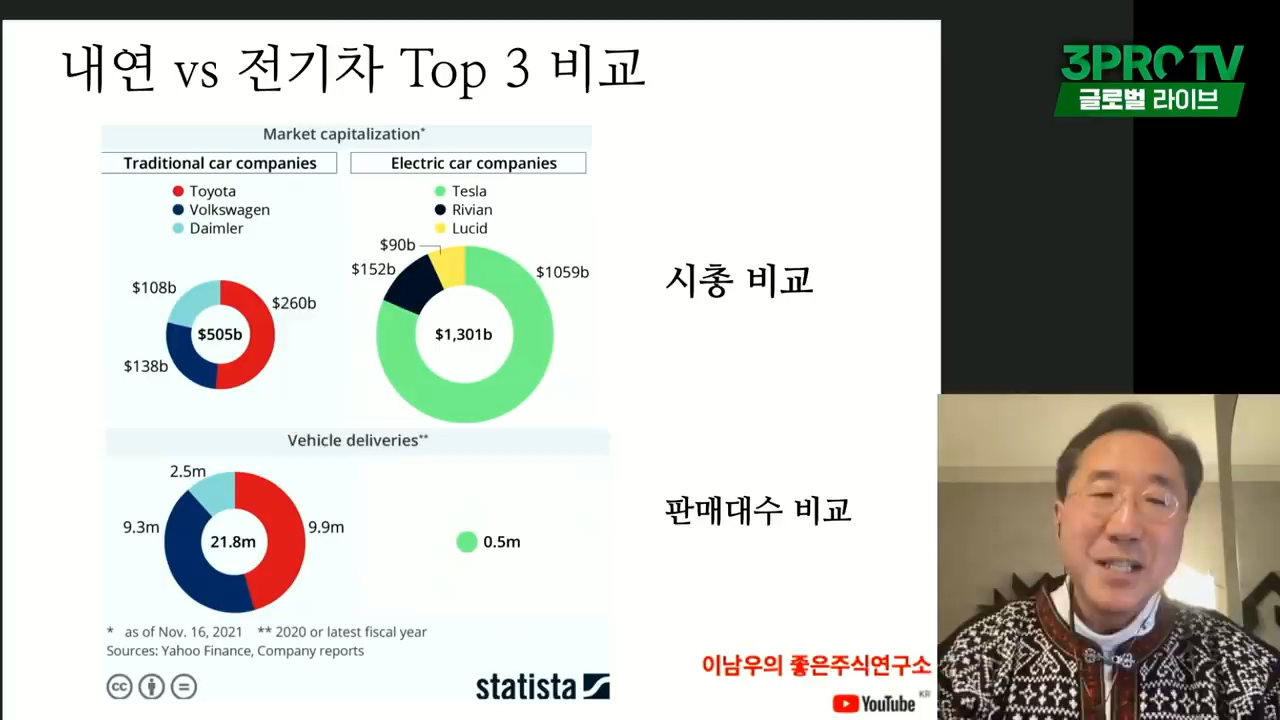 내연 vs 전기차 Top 3 비교
3PRO TV
글로벌 라이브
Market capitalization*
Traditional car companies
Electric car companies
Toyota
Volkswagen
Daimler
Tesla
Rivian
Lucid
$108b
$260b
$505b
$138b
$90b
$152b
$1059b
$1,301b
시총 비교
Vehicle deliveries**
2.5m
9.3m
9.9m
21.8m
0.5m
판매대수 비교
* as of Nov. 16, 2021 ** 2020 or latest fiscal year
Sources: Yahoo Finance, Company reports
cc
statista
이남우의 좋은주식연구소
YouTube KR